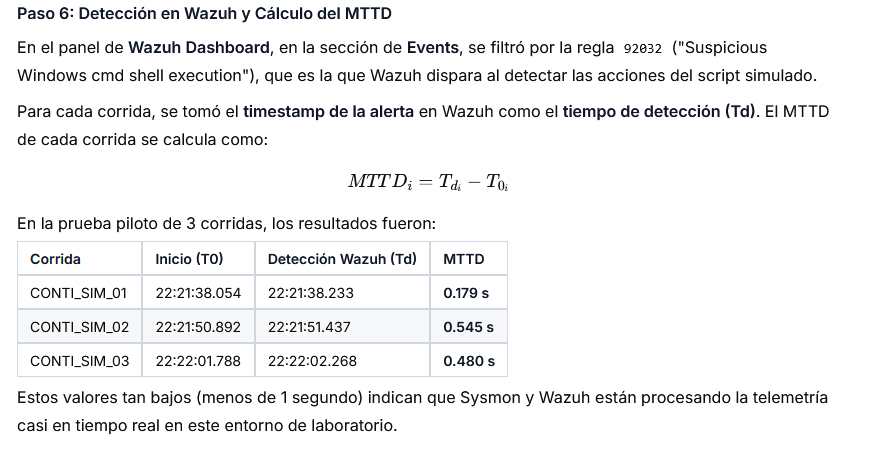 Paso 6: Detección en Wazuh y Cálculo del MTTD
En el panel de Wazuh Dashboard, en la sección de Events, se filtró por la regla 92032 ("Suspicious
Windows cmd shell execution"), que es la que Wazuh dispara al detectar las acciones del script simulado.
Para cada corrida, se tomó el timestamp de la alerta en Wazuh como el tiempo de detección (Td). El MTTD
de cada corrida se calcula como:
MTTD_i = T_{d_i} − T_{0_i}
En la prueba piloto de 3 corridas, los resultados fueron:
Corrida Inicio (T0) Detección Wazuh (Td) MTTD
CONTI_SIM_01 22:21:38.054 22:21:38.233 0.179 s
CONTI_SIM_02 22:21:50.892 22:21:51.437 0.545 s
CONTI_SIM_03 22:22:01.788 22:22:02.268 0.480 s
Estos valores tan bajos (menos de 1 segundo) indican que Sysmon y Wazuh están procesando la telemetría
casi en tiempo real en este entorno de laboratorio.